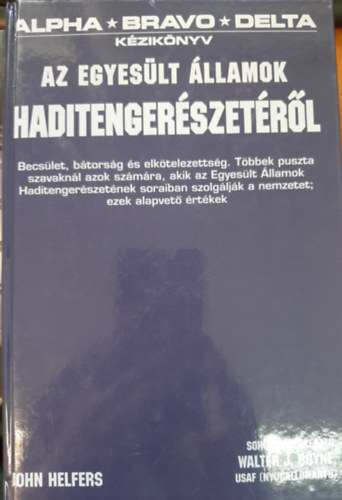 ALPHA ★ BRAVO ★ DELTA
KÉZIKÖNYV
AZ EGYESÜLT ÁLLAMOK
HADITENGERÉSZETÉRŐL
Becsület, bátorság és elkötelezettség. Többek puszta
szavaknál azok számára, akik az Egyesült Államok
Haditengerészetének soraiban szolgálják a nemzetet;
ezek alapvető értékek
JOHN HELFERS
WALTER J. BOYNE
USAF (NYUGÁLLOMÁNYÚ)